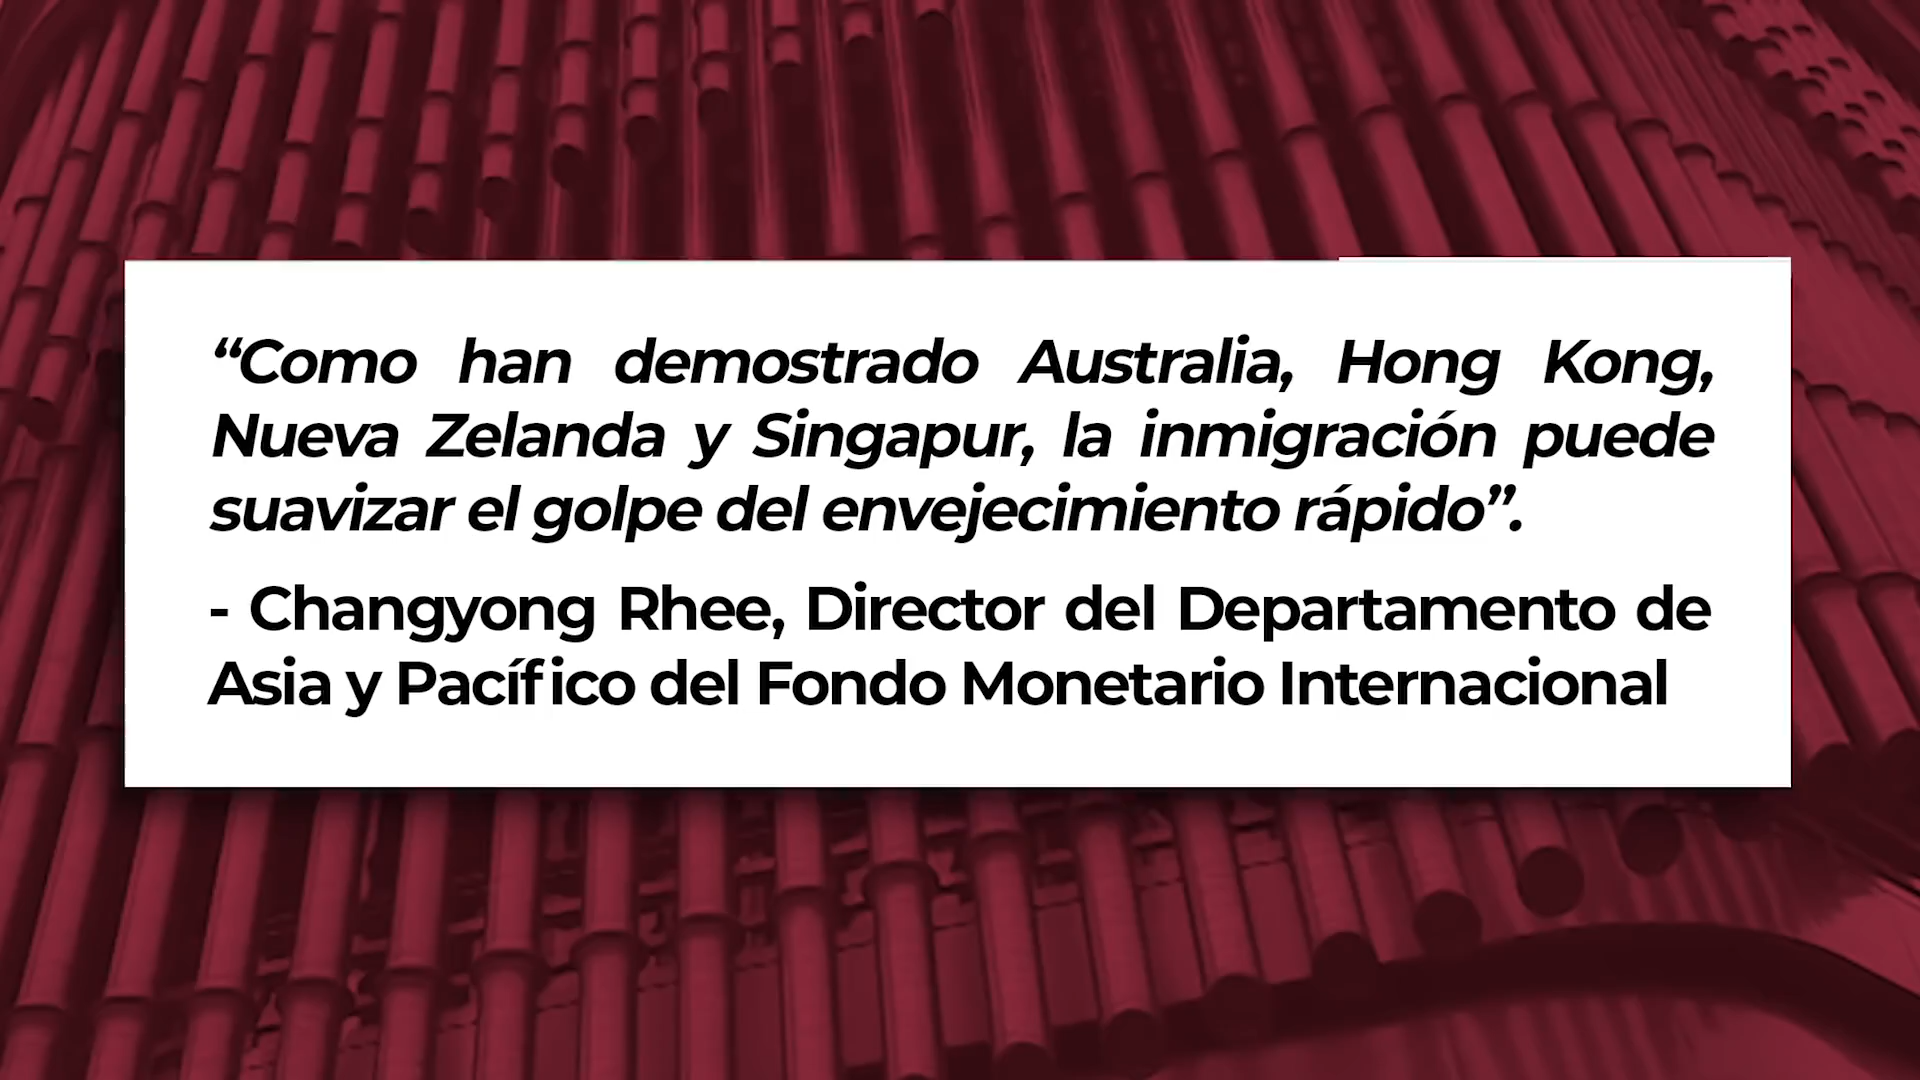 “Como han demostrado Australia, Hong Kong,
Nueva Zelanda y Singapur, la inmigración puede
suavizar el golpe del envejecimiento rápido”.
- Changyong Rhee, Director del Departamento de
Asia y Pacífico del Fondo Monetario Internacional